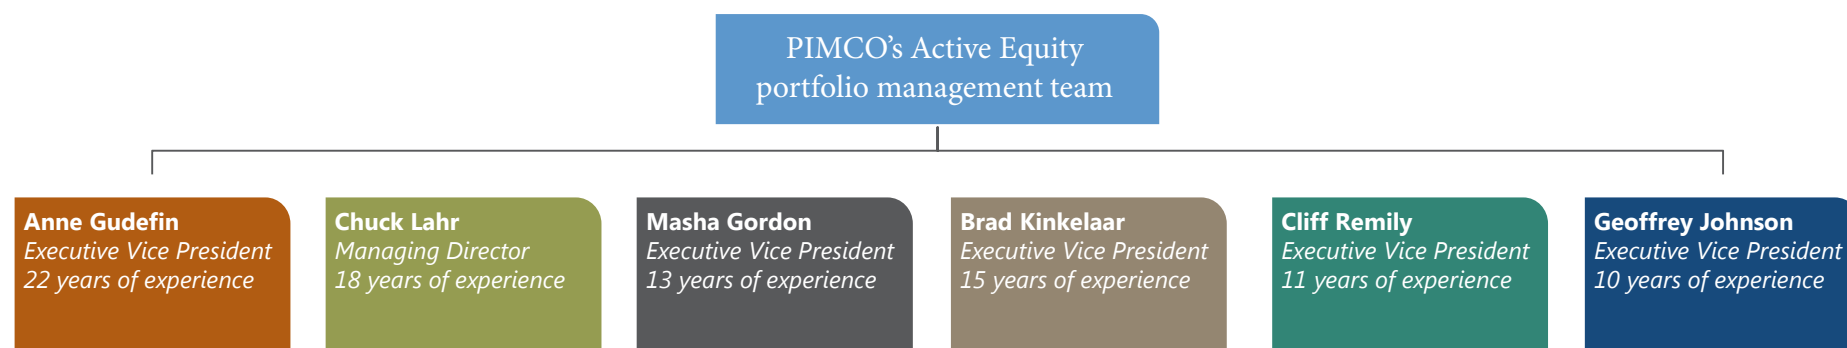 PIMCO’s Active Equity
portfolio management team
Anne Gudefin
Executive Vice President
22 years of experience
Chuck Lahr
Managing Director
18 years of experience
Masha Gordon
Executive Vice President
13 years of experience
Brad Kinkelaar
Executive Vice President
15 years of experience
Cliff Remily
Executive Vice President
11 years of experience
Geoffrey Johnson
Executive Vice President
10 years of experience